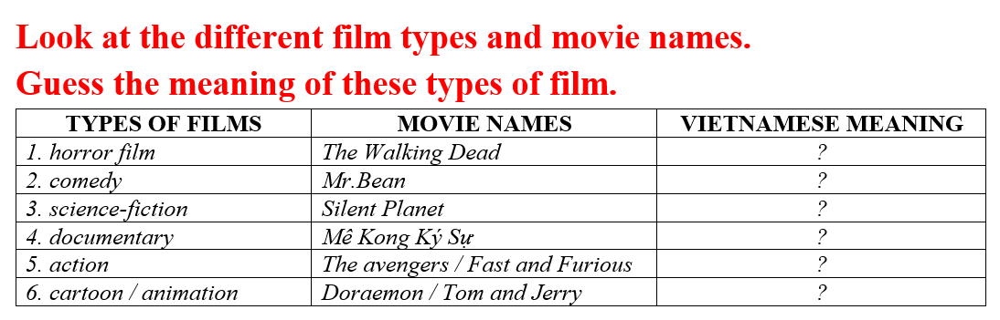 Look at the different film types and movie names.
Guess the meaning of these types of film.
TYPES OF FILMS MOVIE NAMES VIETNAMESE MEANING
1. horror film The Walking Dead ?
2. comedy Mr.Bean ?
3. science-fiction Silent Planet ?
4. documentary Mê Kong Ký Sự ?
5. action The avengers / Fast and Furious ?
6. cartoon / animation Doraemon / Tom and Jerry ?